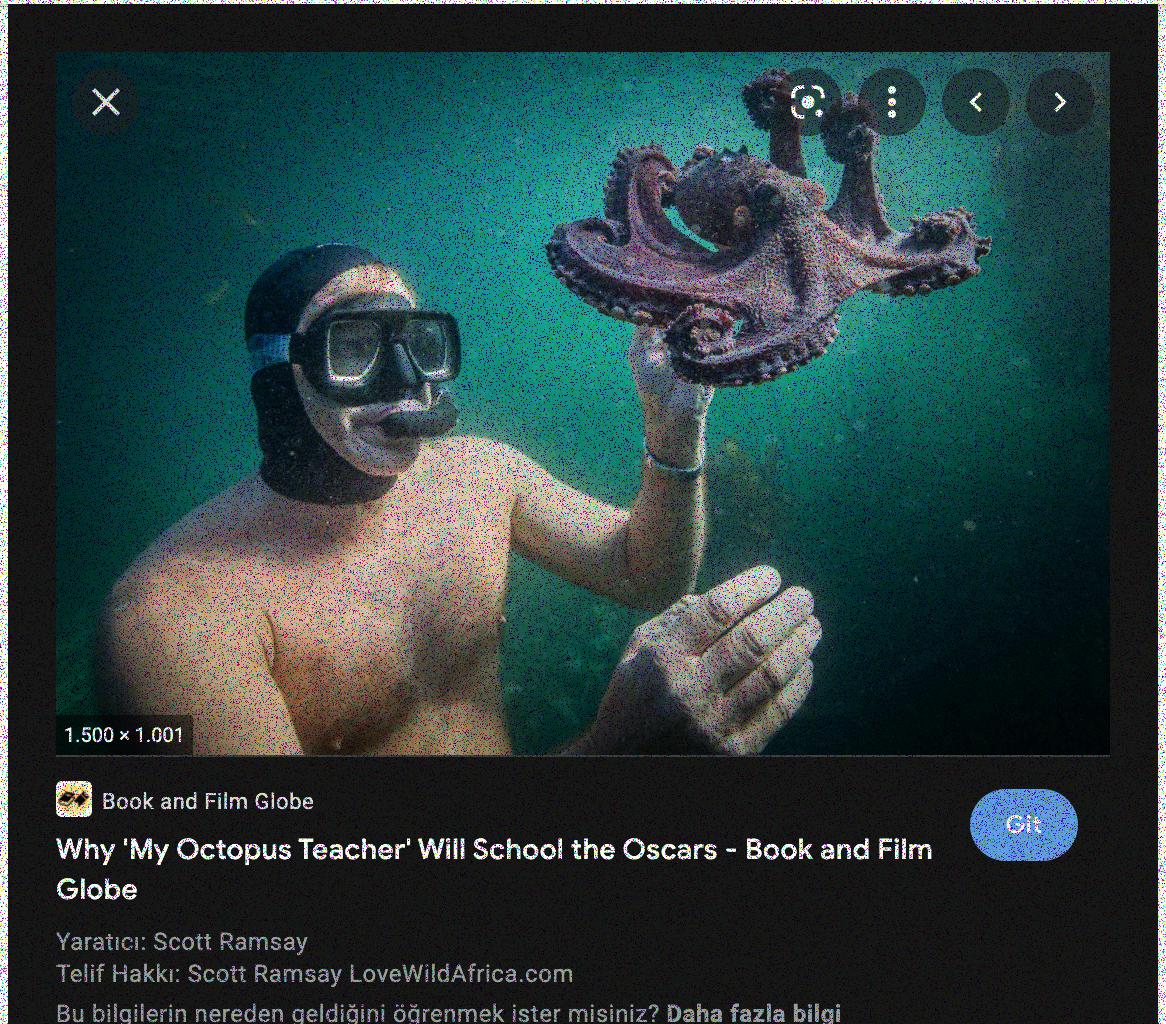 1.500 × 1.001
Book and Film Globe
Git
Why 'My Octopus Teacher' Will School the Oscars - Book and Film
Globe
Yaratıcı: Scott Ramsay
Telif Hakkı: Scott Ramsay LoveWildAfrica.com
Bu bilgilerin nereden geldiğini öğrenmek ister misiniz? Daha fazla bilgi